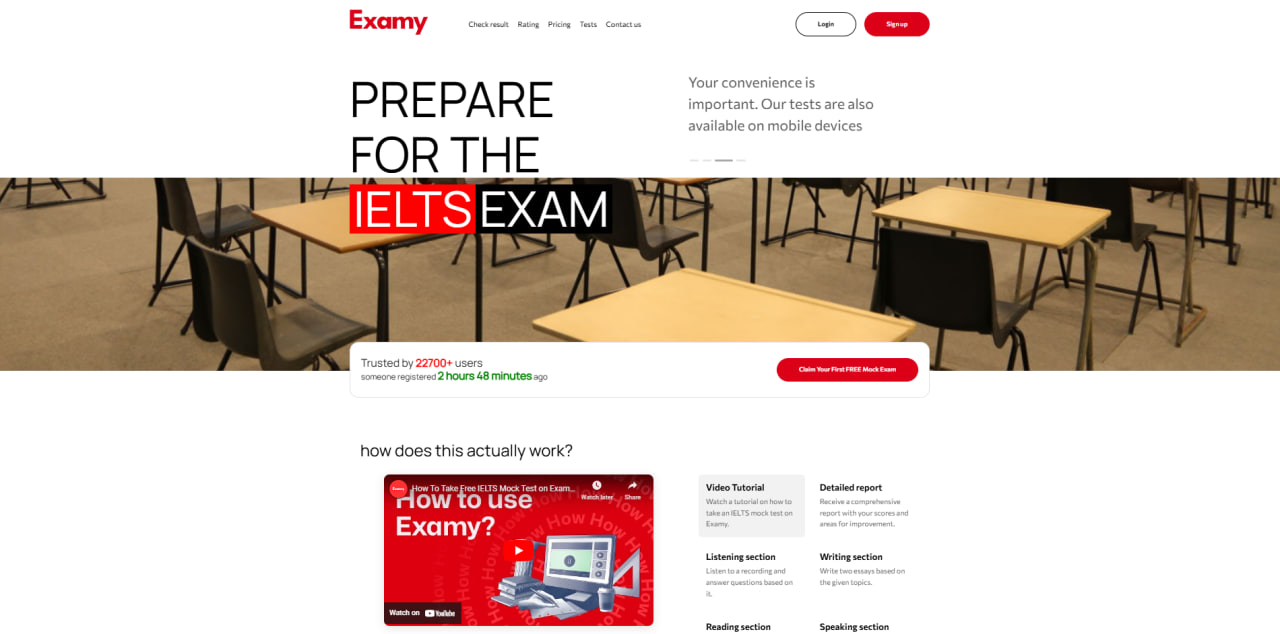 Examy
Check result Rating Pricing Tests Contact us
Login
Sign up
PREPARE
FOR THE
IELTS EXAM
Your convenience is
important. Our tests are also
available on mobile devices
Trusted by 22700+ users
someone registered 2 hours 48 minutes ago
Claim Your First FREE Mock Exam
how does this actually work?
Examy
How To Take Free IELTS Mock Test on Exam...
Watch later
Share
How to use
Examy?
How How How How How How
Watch on YouTube
Video Tutorial
Watch a tutorial on how to
take an IELTS mock test on
Examy.
Detailed report
Receive a comprehensive
report with your scores and
areas for improvement.
Listening section
Listen to a recording and
answer questions based on
it.
Writing section
Write two essays based on
the given topics.
Reading section
Speaking section